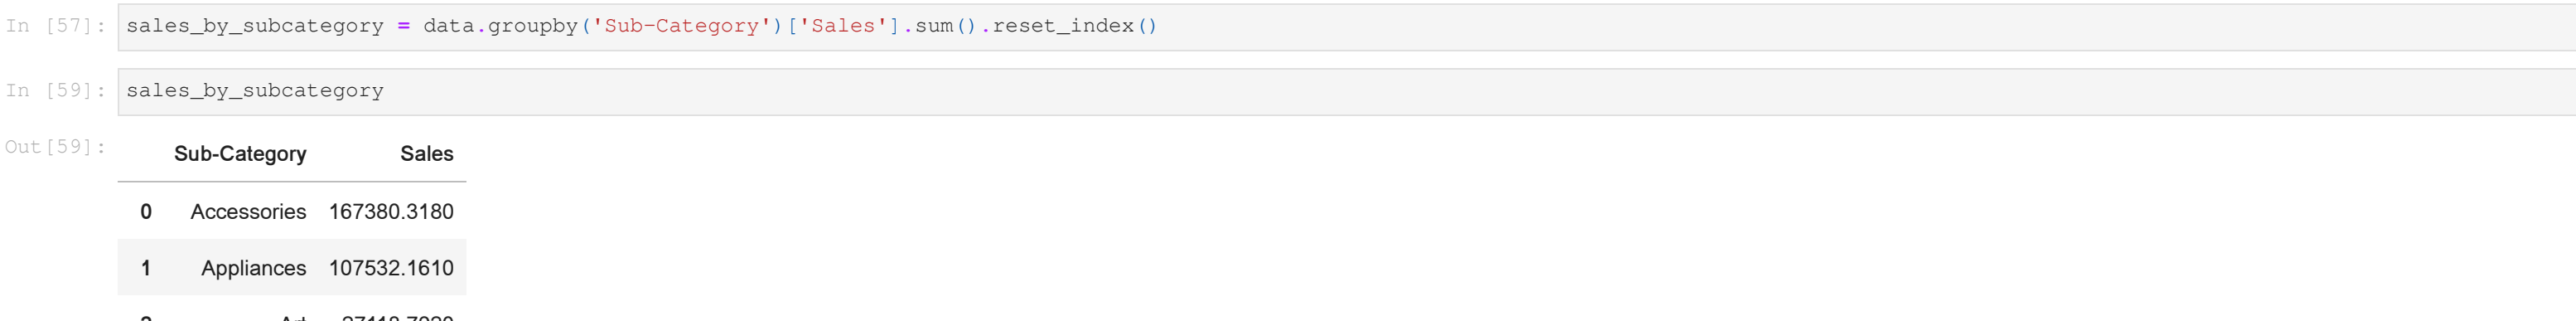 In [57]: sales_by_subcategory = data.groupby('Sub-Category')['Sales'].sum().reset_index()
In [59]: sales_by_subcategory
Out[59]:
Sub-Category Sales
0 Accessories 167380.3180
1 Appliances 107532.1610